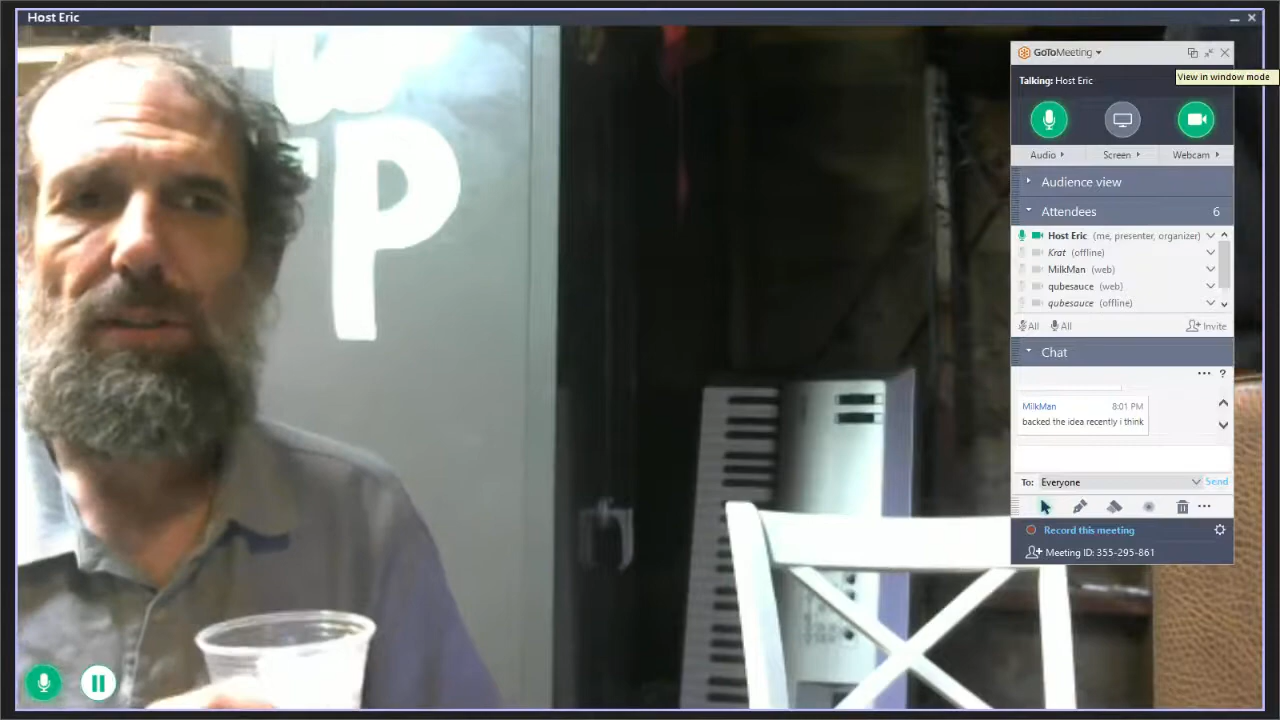 Host Eric
P
GoToMeeting
View in window mode
Talking: Host Eric
Audio
Screen
Webcam
Audience view
Attendees 6
Host Eric (me, presenter, organizer)
Krat (offline)
MilkMan (web)
qubesauce (web)
qubesauce (offline)
All All Invite
Chat
... ?
MilkMan 8:01 PM
backed the idea recently i think
To: Everyone Send
...
Record this meeting
Meeting ID: 355-295-861